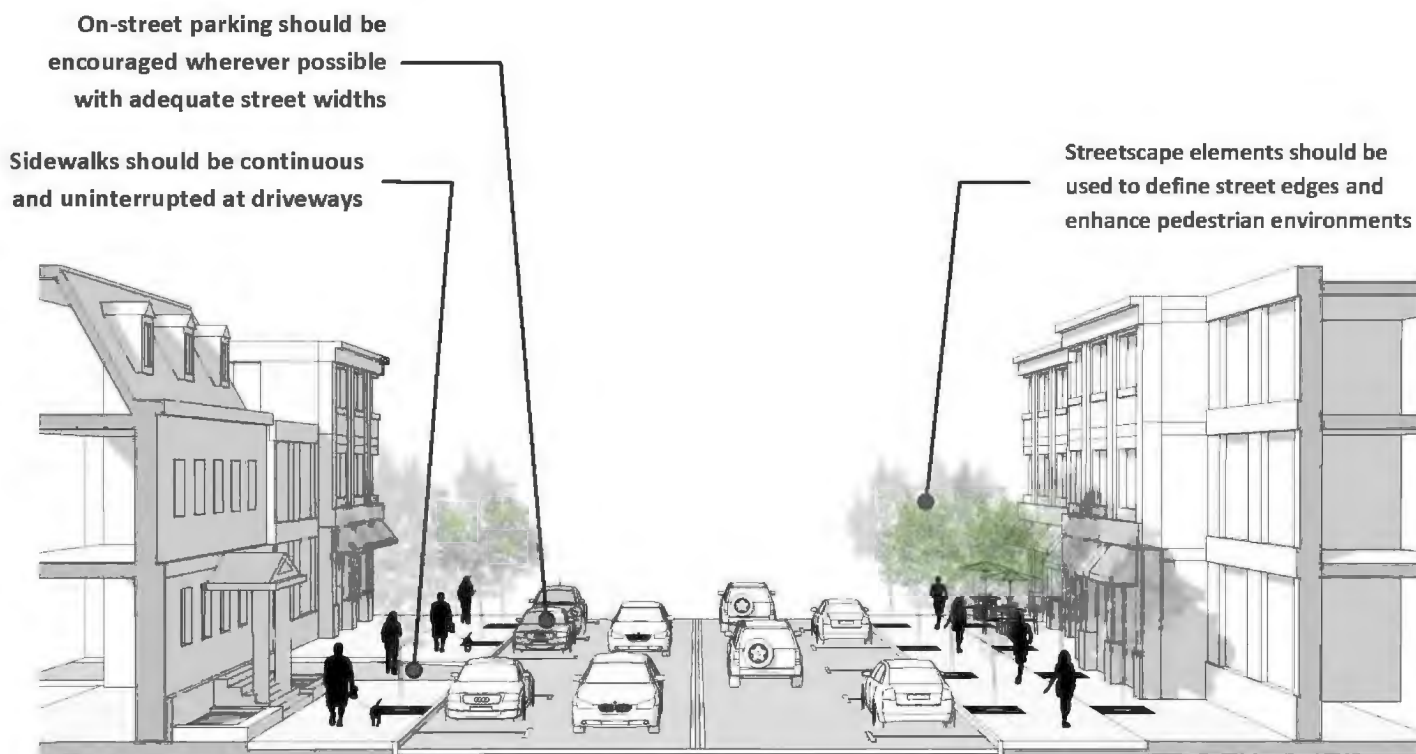 On-street parking should be
encouraged wherever possible
with adequate street widths
Sidewalks should be continuous
and uninterrupted at driveways
Streetscape elements should be
used to define street edges and
enhance pedestrian environments